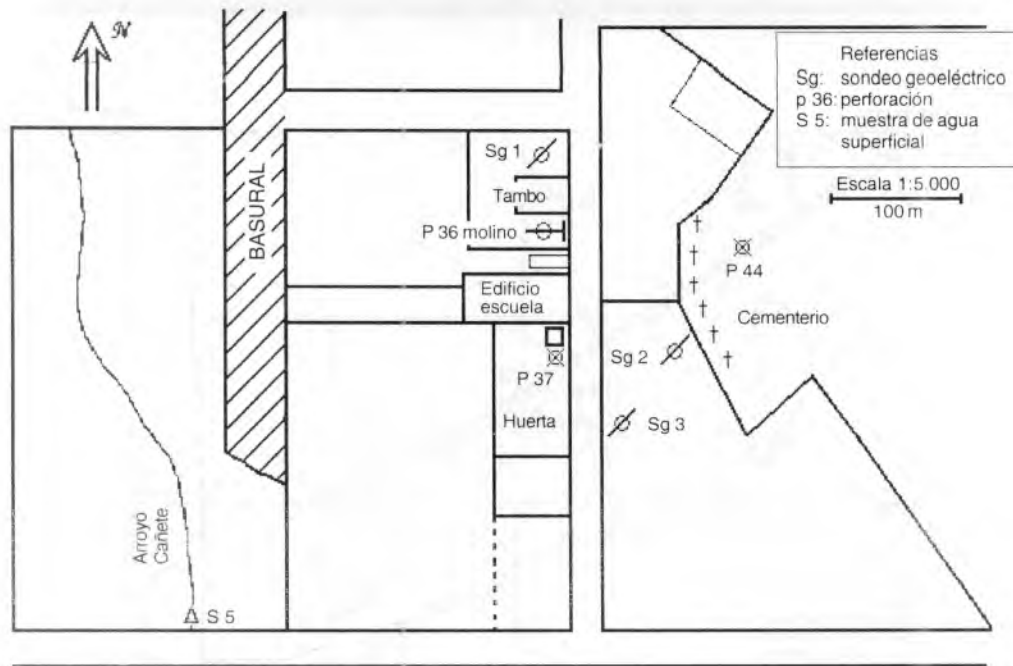 N
Referencias
Sg: sondeo geoeléctrico
p 36: perforación
S 5: muestra de agua
superficial
Escala 1:5.000
100 m
BASURAL
Sg 1
Tambo
P 36 molino
P 44
Edificio
escuela
Cementerio
Sg 2
P 37
Huerta
Sg 3
Arroyo
Cañete
S 5